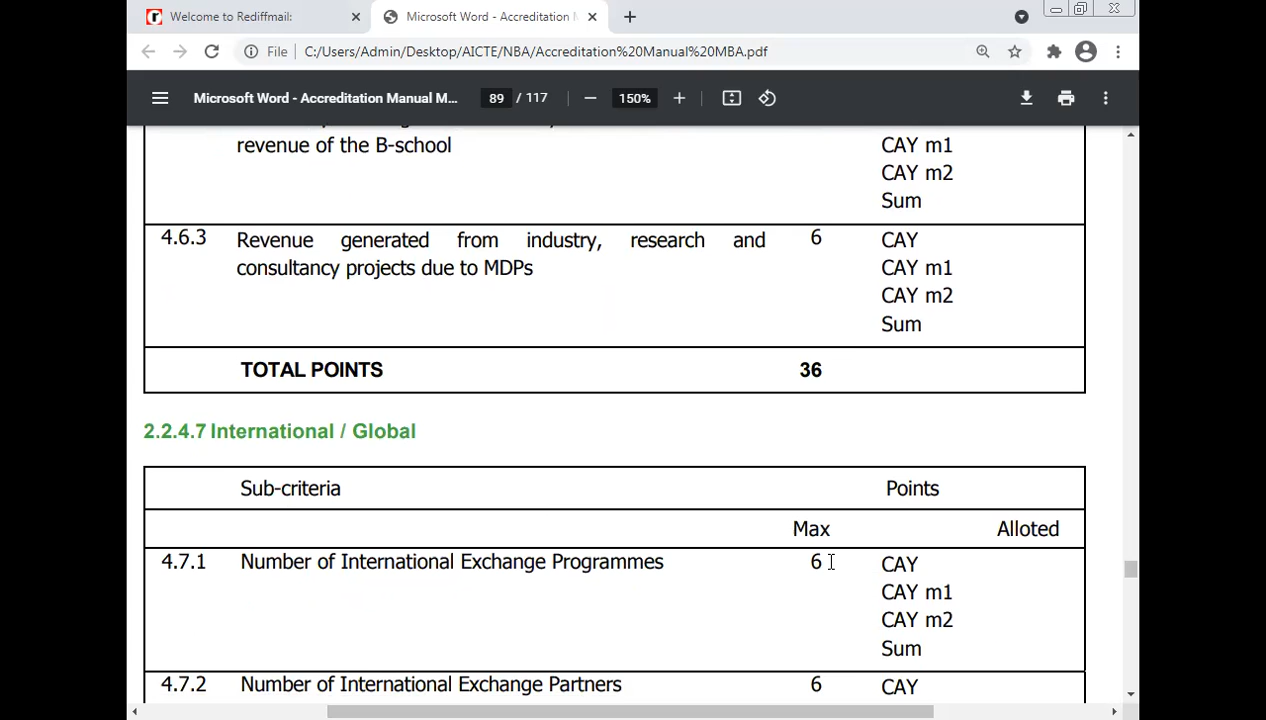 Welcome to Rediffmail:
Microsoft Word - Accreditation M
File C:/Users/Admin/Desktop/AICTE/NBA/Accreditation%20Manual%20MBA.pdf
Microsoft Word - Accreditation Manual M... 89 / 117 150%
revenue of the B-school CAY m1
CAY m2
Sum
4.6.3 Revenue generated from industry, research and 6 CAY
consultancy projects due to MDPs CAY m1
CAY m2
Sum
TOTAL POINTS 36
2.2.4.7 International / Global
Sub-criteria Points
Max Alloted
4.7.1 Number of International Exchange Programmes 6 CAY
CAY m1
CAY m2
Sum
4.7.2 Number of International Exchange Partners 6 CAY